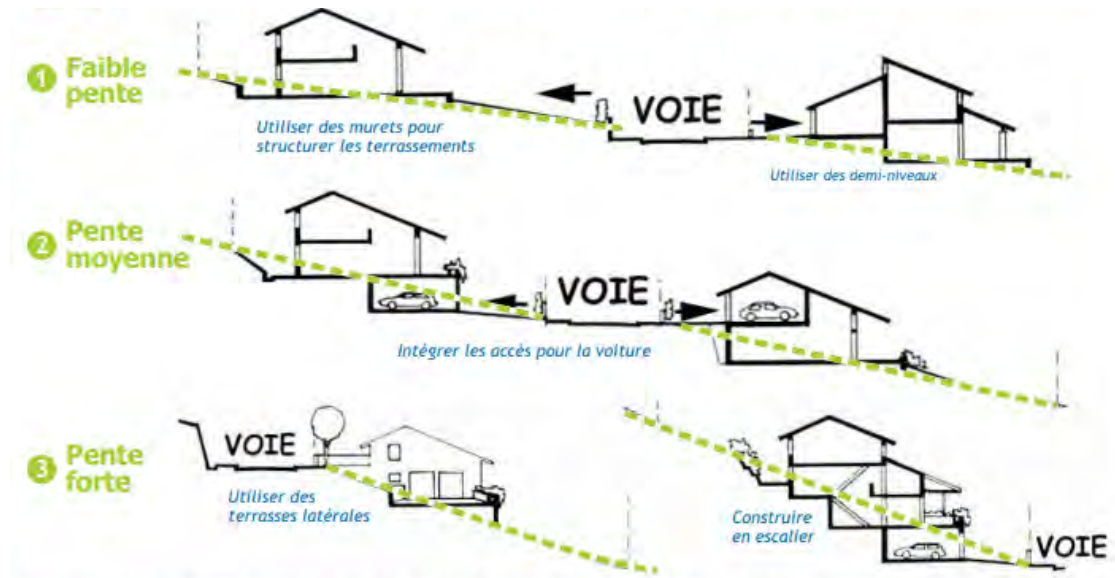 1 Faible
pente
VOIE
Utiliser des murets pour
structurer les terrassements
Utiliser des demi-niveaux
2 Pente
moyenne
VOIE
Intégrer les accès pour la voiture
3 Pente
forte
VOIE
Utiliser des
terrasses latérales
Construire
en escalier
VOIE